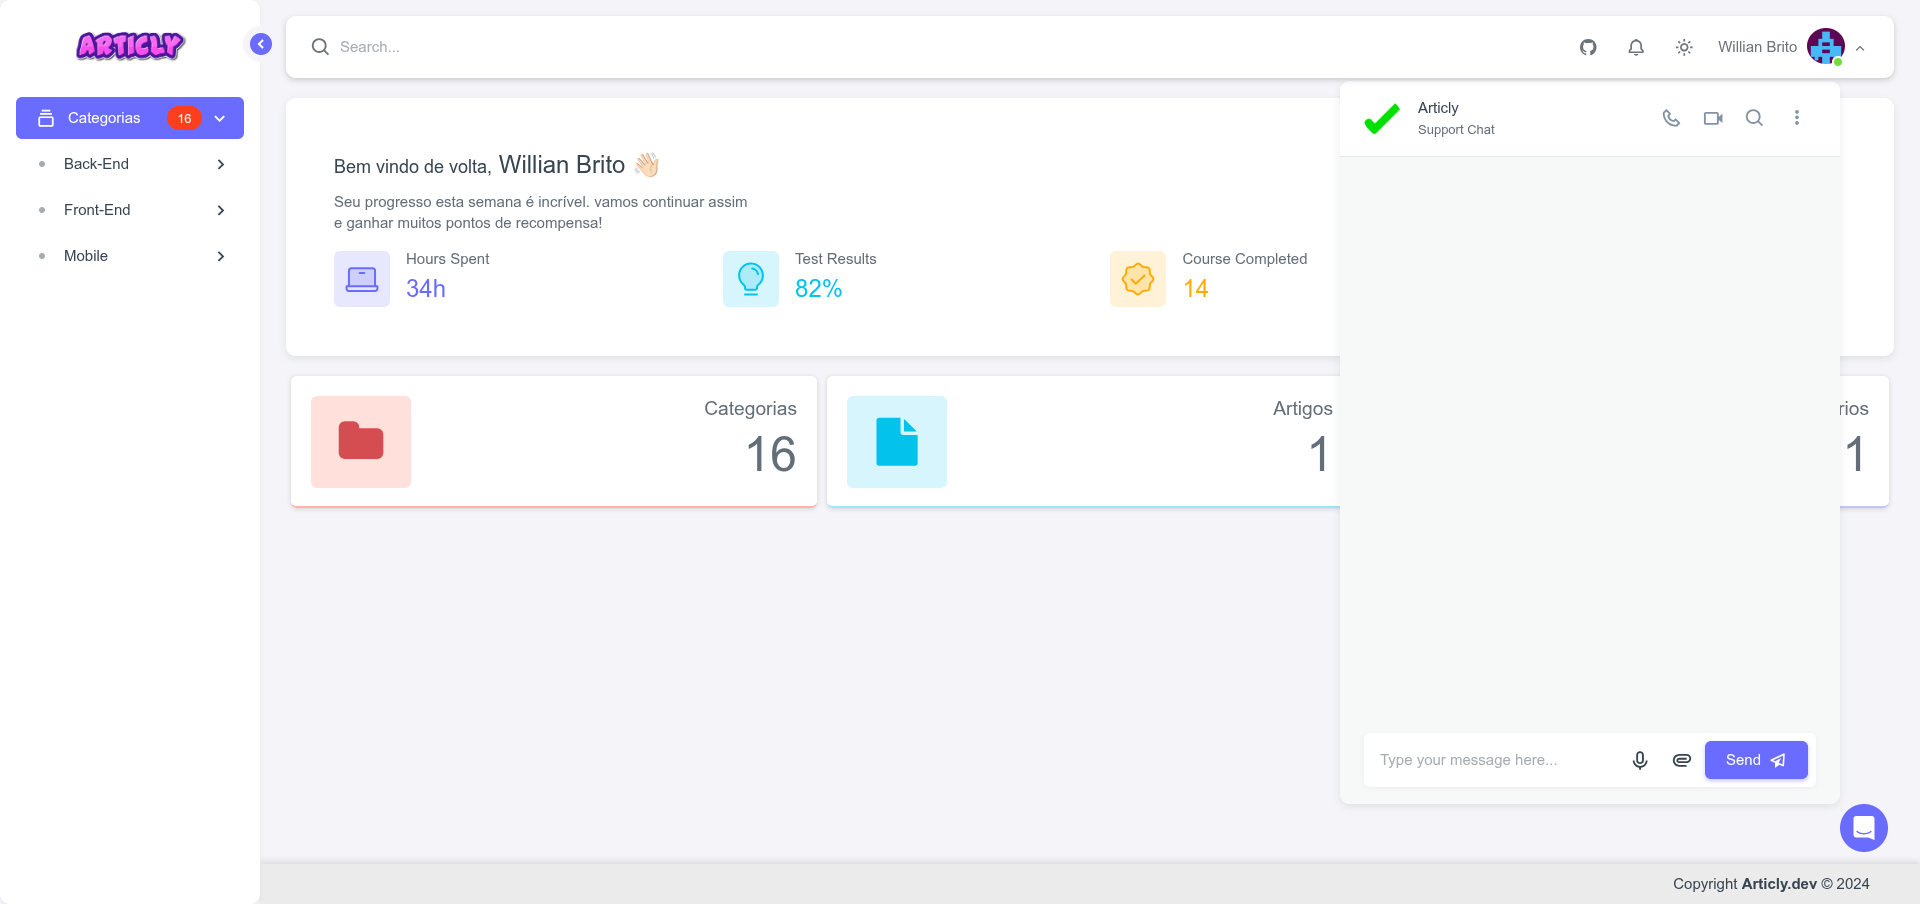 ARTICLY
Search...
Willian Brito
Categorias 16
Back-End
Front-End
Mobile
Bem vindo de volta, Willian Brito 👋🏻
Seu progresso esta semana é incrível. vamos continuar assim
e ganhar muitos pontos de recompensa!
Hours Spent
34h
Test Results
82%
Course Completed
14
Categorias
16
Artigos
1
rios
1
Articly
Support Chat
Type your message here...
Send
Copyright Articly.dev © 2024